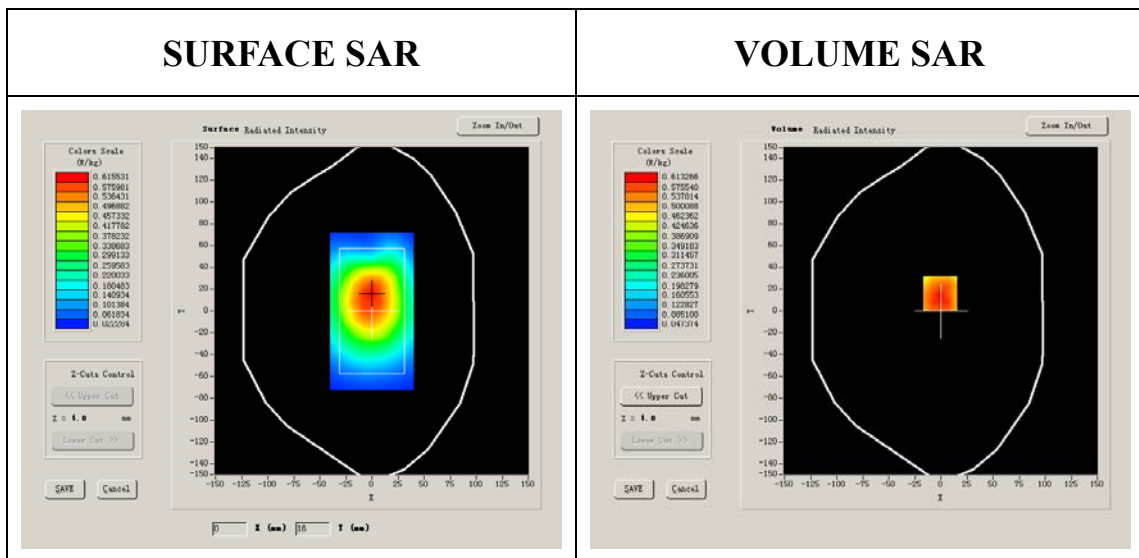 SURFACE SAR
VOLUME SAR
Surface Radiated Intensity
Zoom In/Out
Colors Scale
(W/kg)
0.615531
0.575981
0.536431
0.496882
0.457332
0.417782
0.378232
0.338683
0.299133
0.259583
0.220033
0.180483
0.140934
0.101384
0.061834
0.022284
150
140
120
100
80
60
40
20
0
-20
-40
-60
-80
-100
-120
-140
-150
Y
-150 -125 -100 -75 -50 -25 0 25 50 75 100 125 150
X
Z-Cuts Control
<< Upper Cut
Z = 4.0 mm
Lower Cut >>
SAVE Cancel
0 X (mm) 16 Y (mm)
Volume Radiated Intensity
Zoom In/Out
Colors Scale
(W/kg)
0.613266
0.575540
0.537814
0.500088
0.462362
0.424636
0.386909
0.349183
0.311457
0.273731
0.236005
0.198279
0.160553
0.122827
0.085100
0.047374
150
140
120
100
80
60
40
20
0
-20
-40
-60
-80
-100
-120
-140
-150
Y
-150 -125 -100 -75 -50 -25 0 25 50 75 100 125 150
X
Z-Cuts Control
<< Upper Cut
Z = 4.0 mm
Lower Cut >>
SAVE Cancel